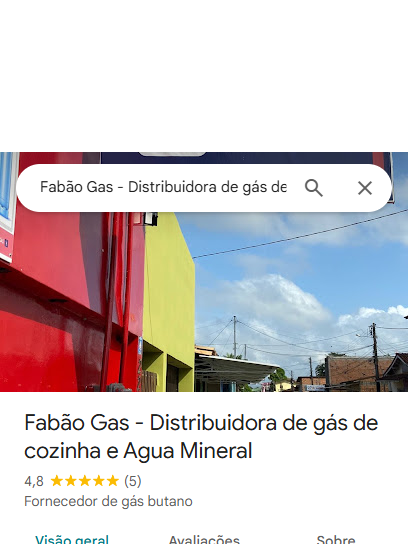 Fabão Gas - Distribuidora de gás de
Fabão Gas - Distribuidora de gás de
cozinha e Agua Mineral
4,8 (5)
Fornecedor de gás butano
Visão geral Avaliações Sobre